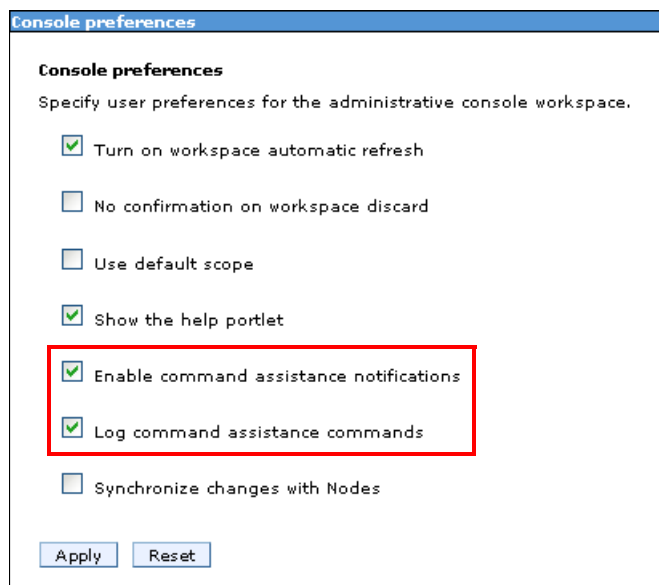 Console preferences
Console preferences
Specify user preferences for the administrative console workspace.
Turn on workspace automatic refresh
No confirmation on workspace discard
Use default scope
Show the help portlet
Enable command assistance notifications
Log command assistance commands
Synchronize changes with Nodes
Apply Reset